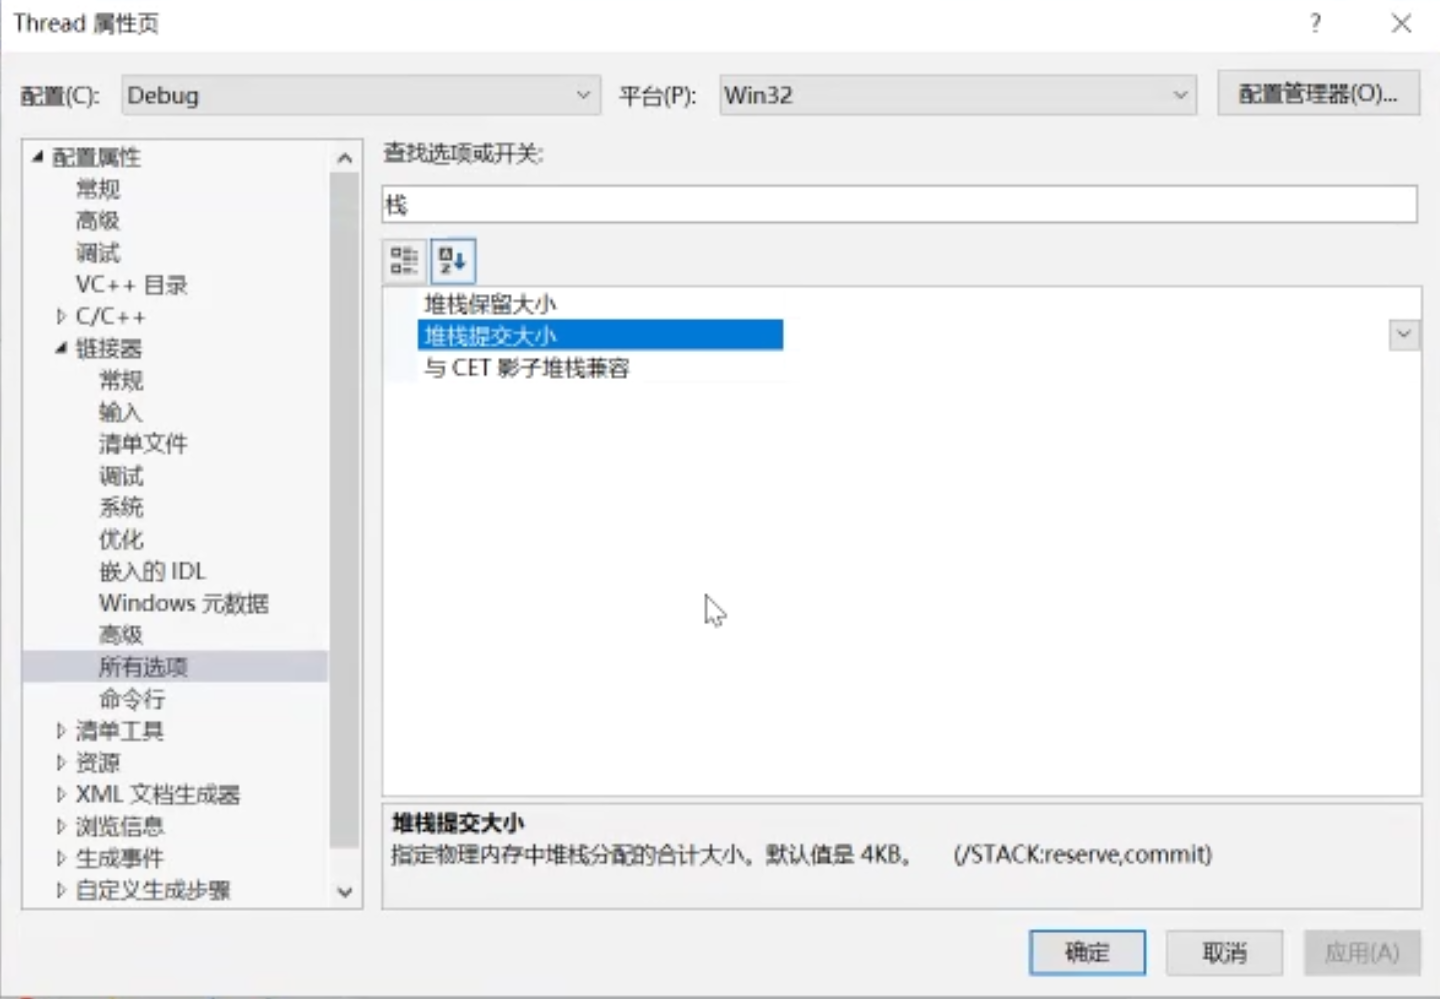 Thread 属性页
?
配置(C): Debug 平台(P): Win32 配置管理器(O)...
配置属性
常规
高级
调试
VC++ 目录
C/C++
链接器
常规
输入
清单文件
调试
系统
优化
嵌入的 IDL
Windows 元数据
高级
所有选项
命令行
清单工具
资源
XML 文档生成器
浏览信息
生成事件
自定义生成步骤
查找选项或开关:
栈
堆栈保留大小
堆栈提交大小
与 CET 影子堆栈兼容
堆栈提交大小
指定物理内存中堆栈分配的合计大小。默认值是 4KB。 (/STACK:reserve,commit)
确定 取消 应用(A)